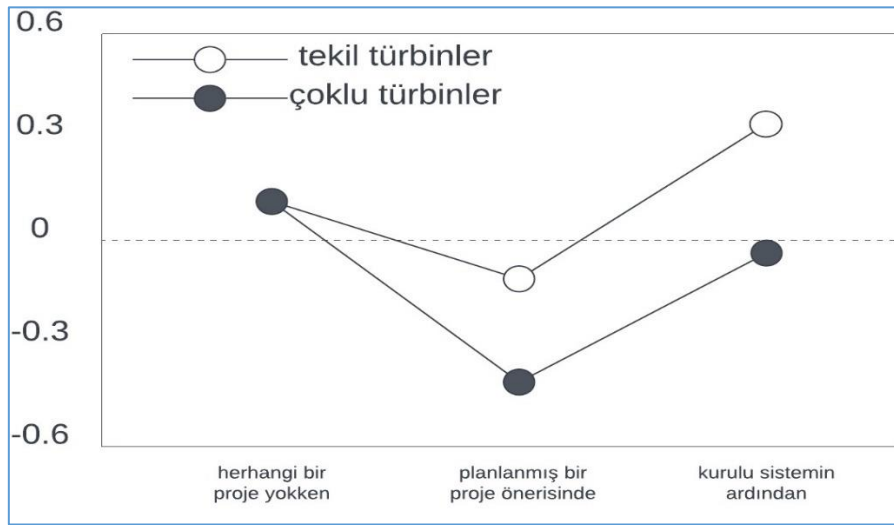 0.6
tekil türbinler
çoklu türbinler
0.3
0
-0.3
-0.6
herhangi bir
proje yokken
planlanmış bir
proje önerisinde
kurulu sistemin
ardından